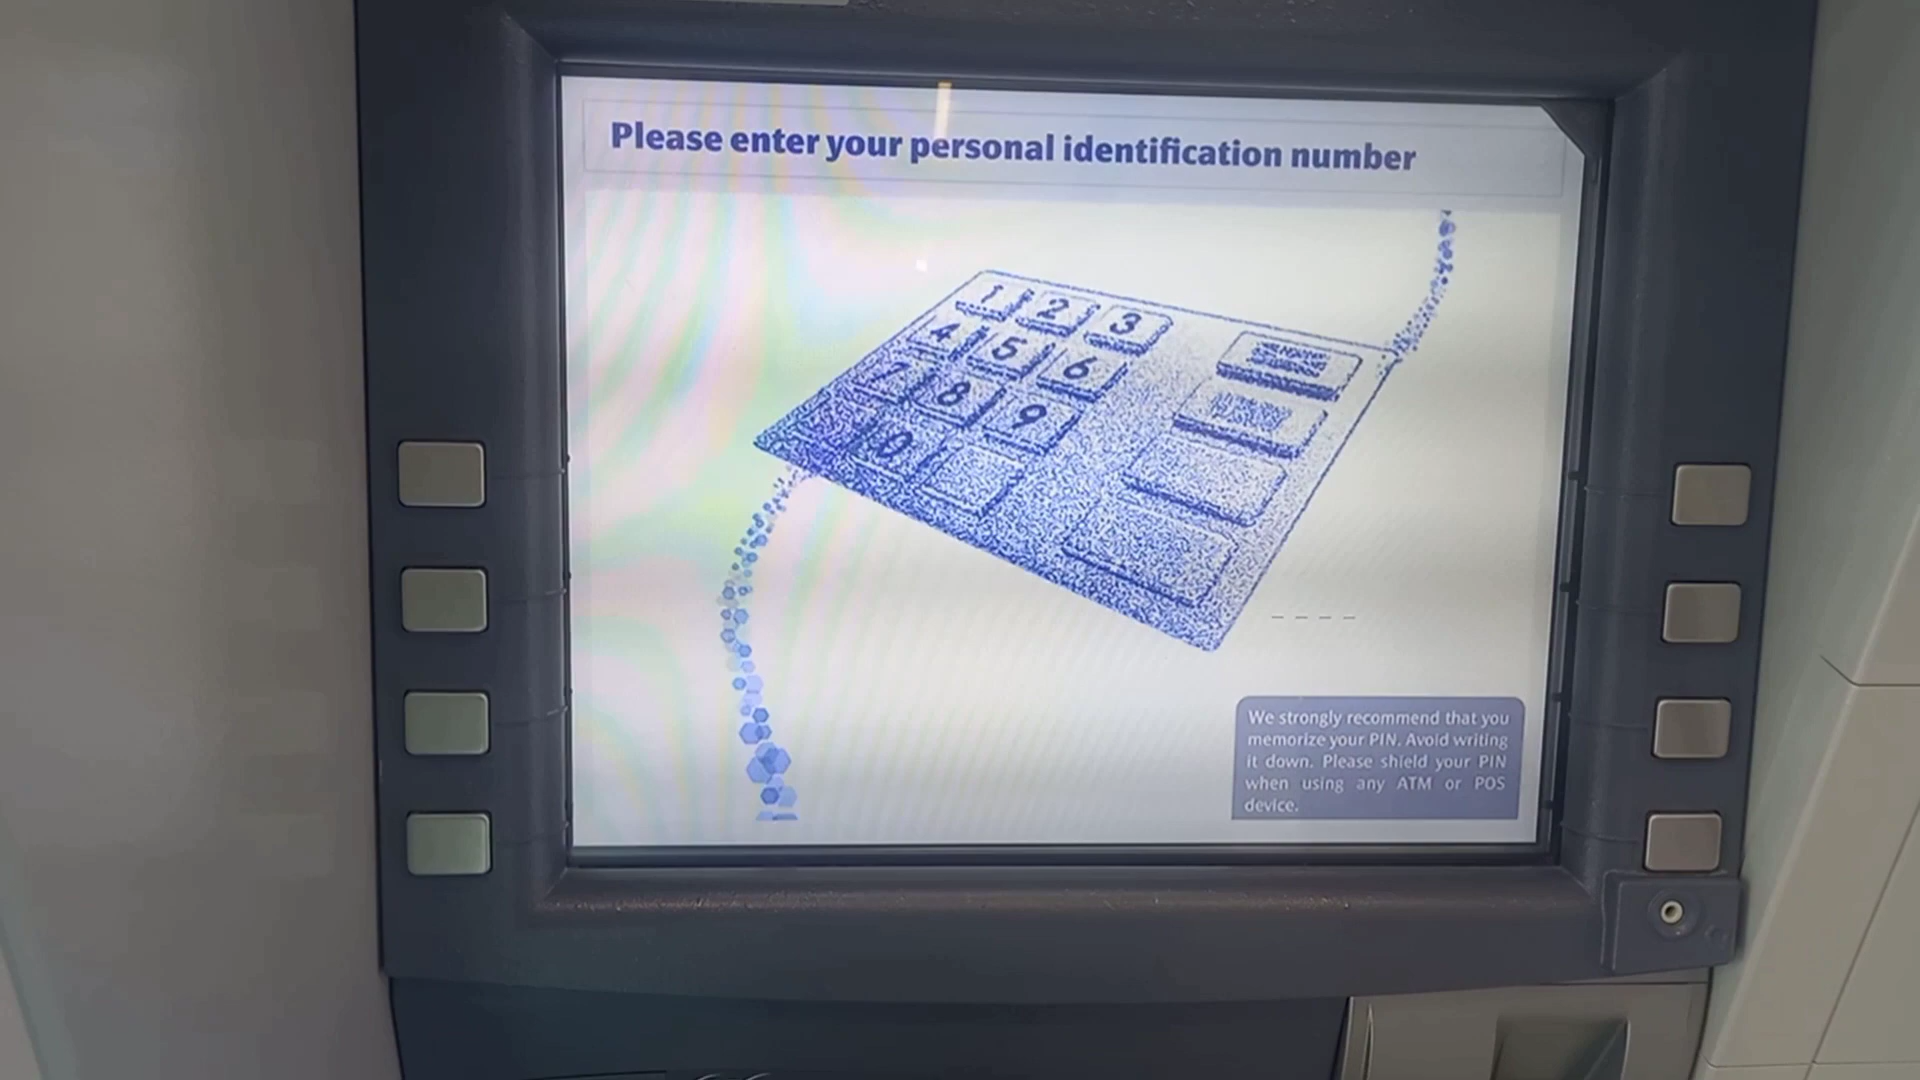 Please enter your personal identification number
1 2 3
4 5 6
7 8 9
0
We strongly recommend that you
memorize your PIN. Avoid writing
it down. Please shield your PIN
when using any ATM or POS
device.